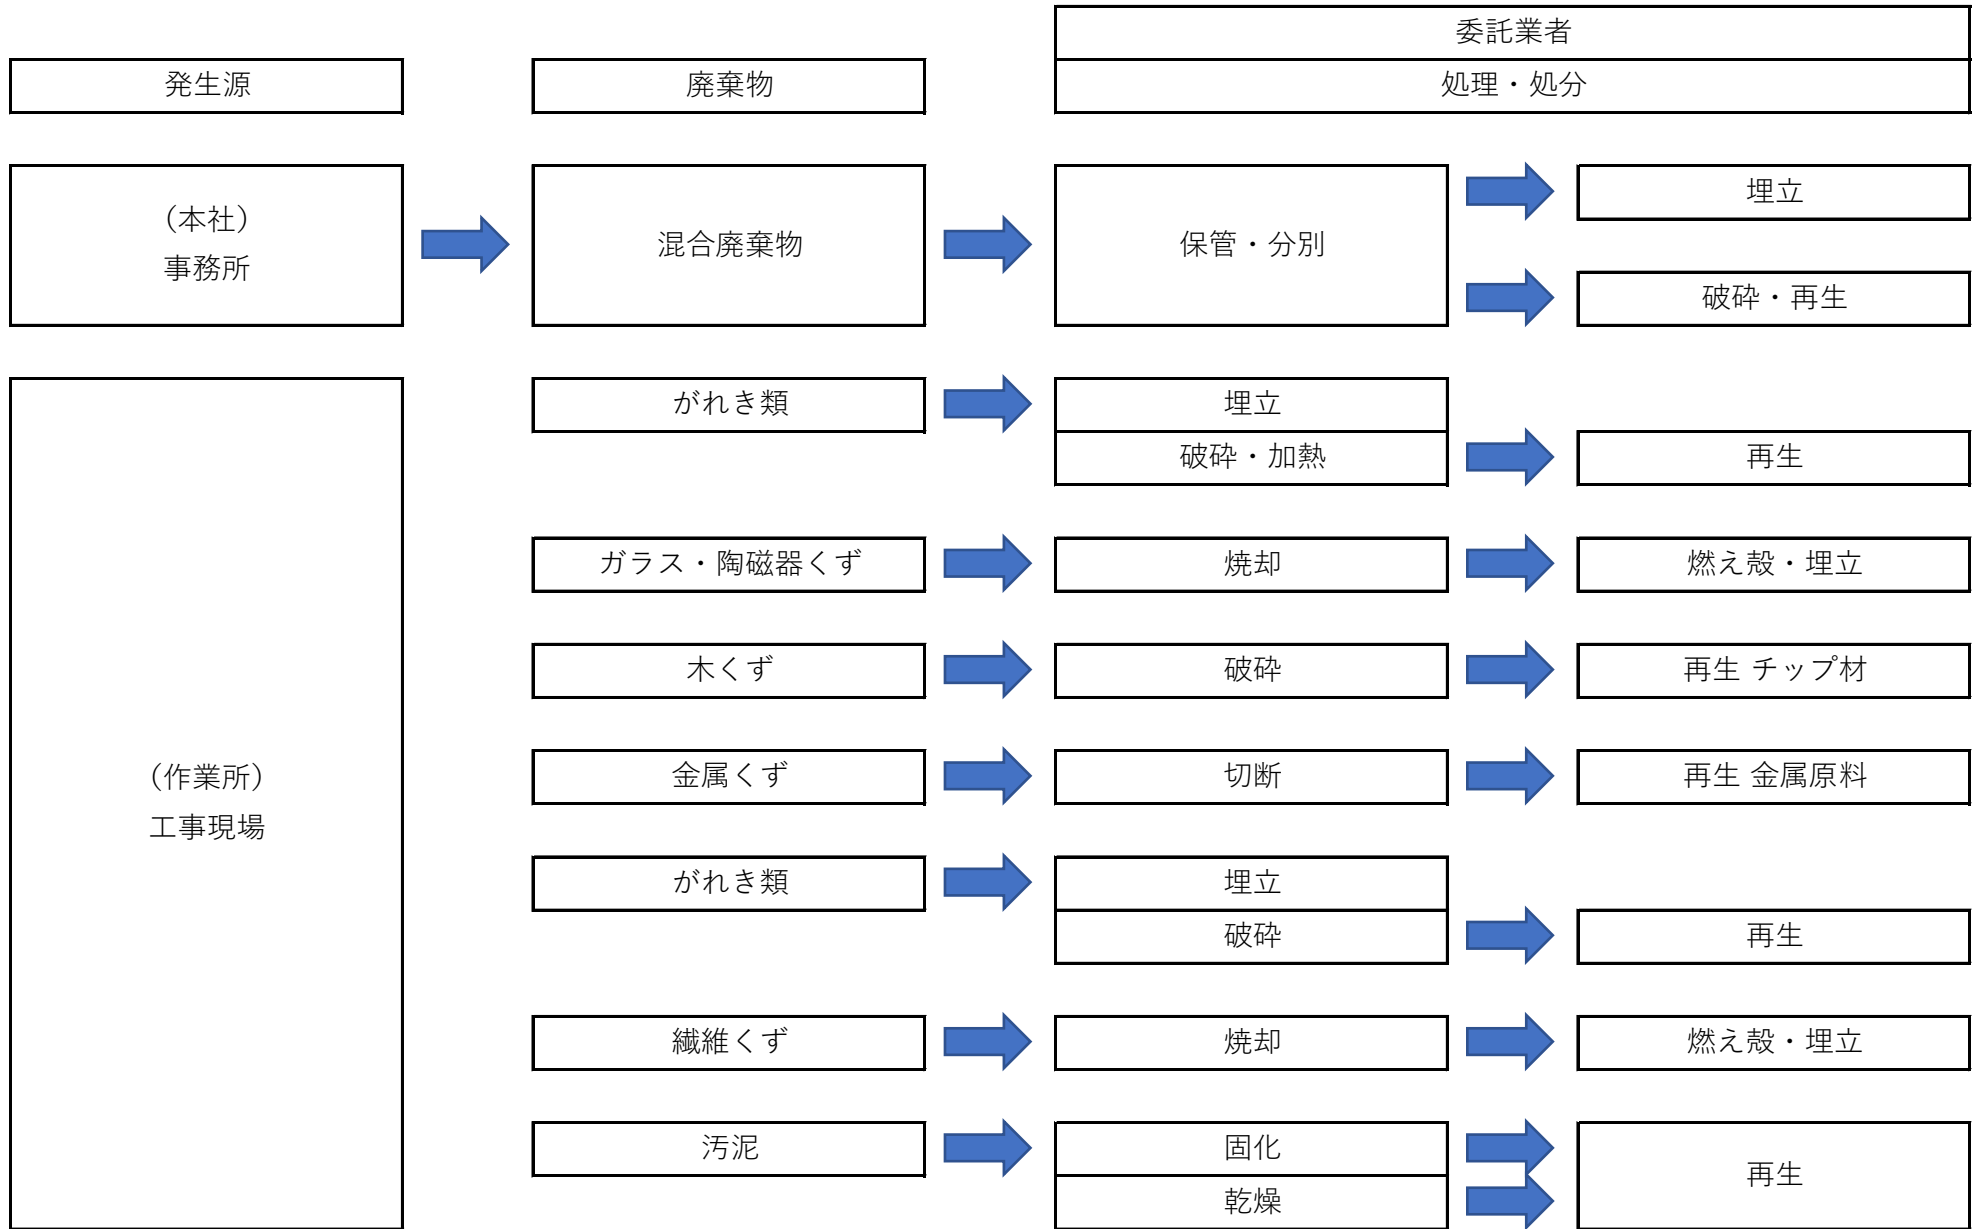 委託業者
発生源
廃棄物
処理・処分
（本社）
事務所
混合廃棄物
保管・分別
埋立
破砕・再生
（作業所）
工事現場
がれき類
埋立
破砕・加熱
再生
ガラス・陶磁器くず
焼却
燃え殻・埋立
木くず
破砕
再生 チップ材
金属くず
切断
再生 金属原料
がれき類
埋立
破砕
再生
繊維くず
焼却
燃え殻・埋立
汚泥
固化
乾燥
再生